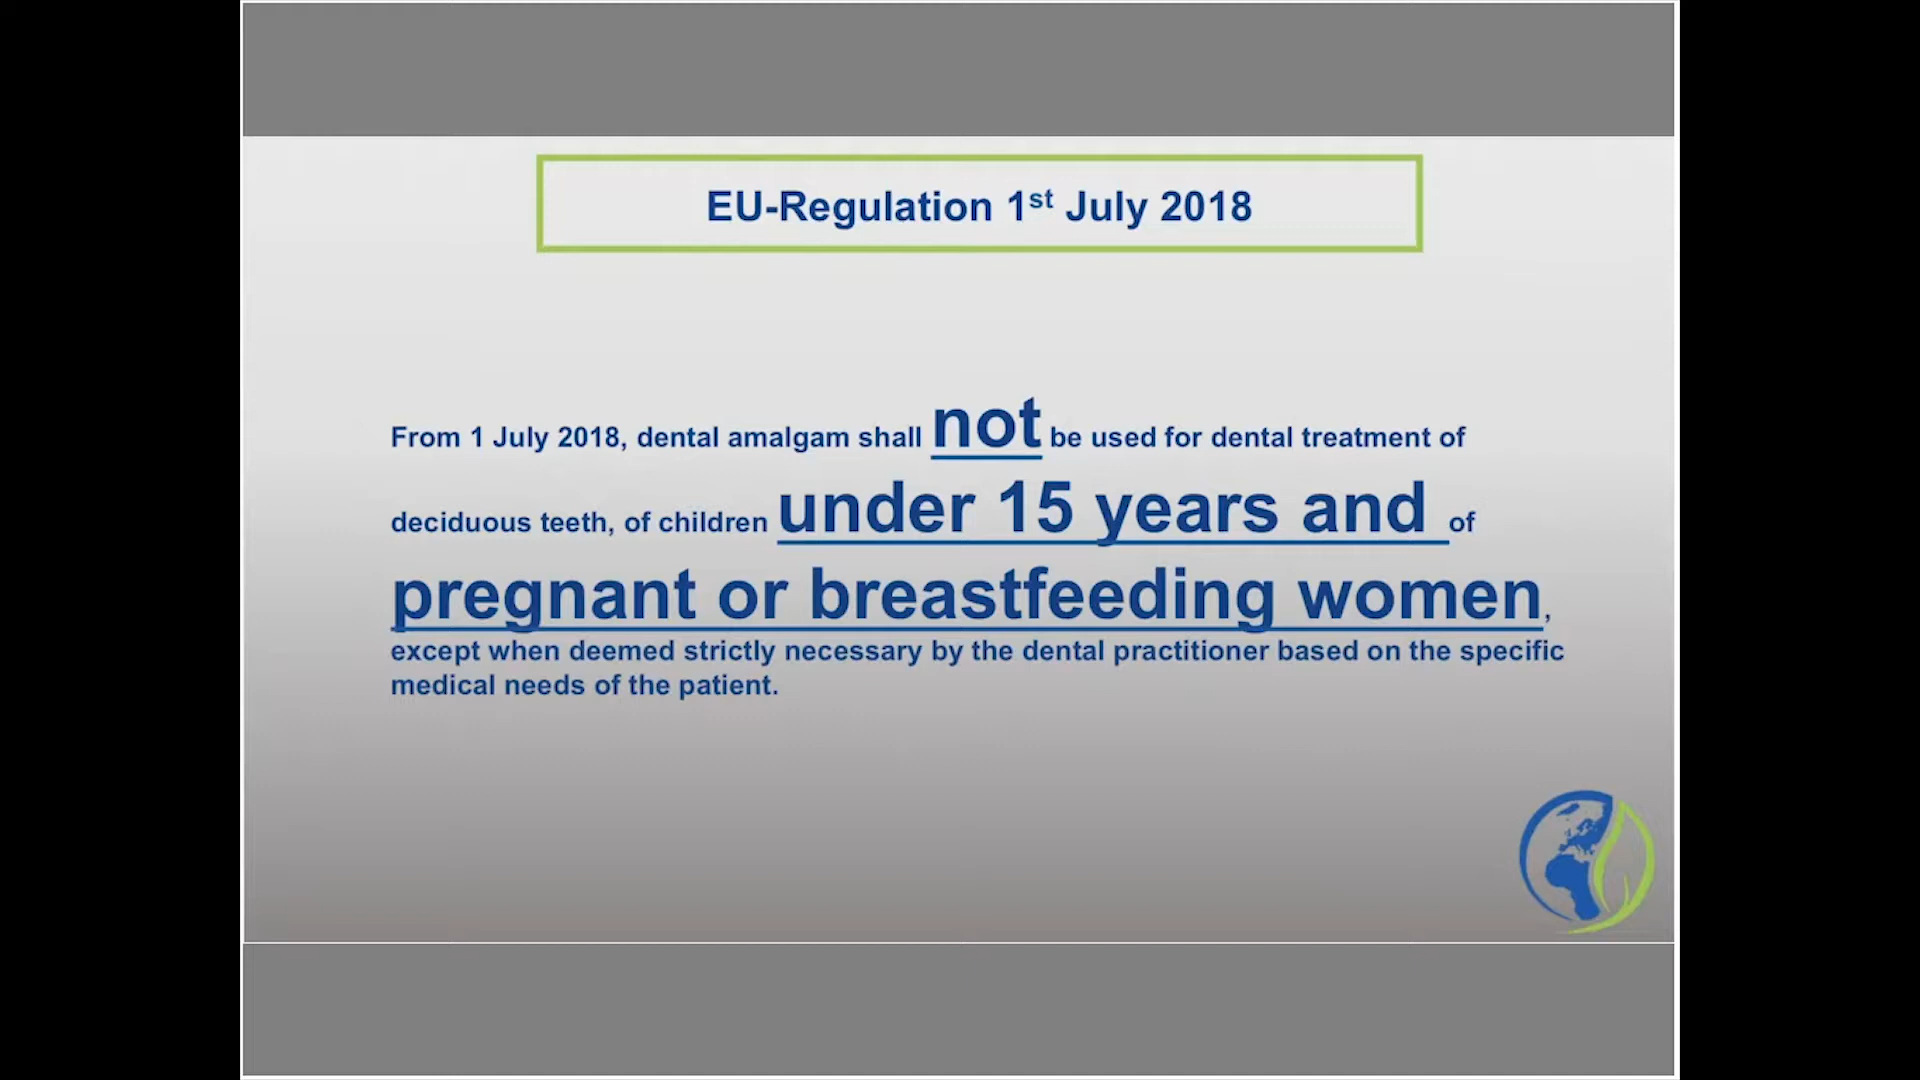 EU-Regulation 1st July 2018
From 1 July 2018, dental amalgam shall not be used for dental treatment of
deciduous teeth, of children under 15 years and of
pregnant or breastfeeding women,
except when deemed strictly necessary by the dental practitioner based on the specific
medical needs of the patient.